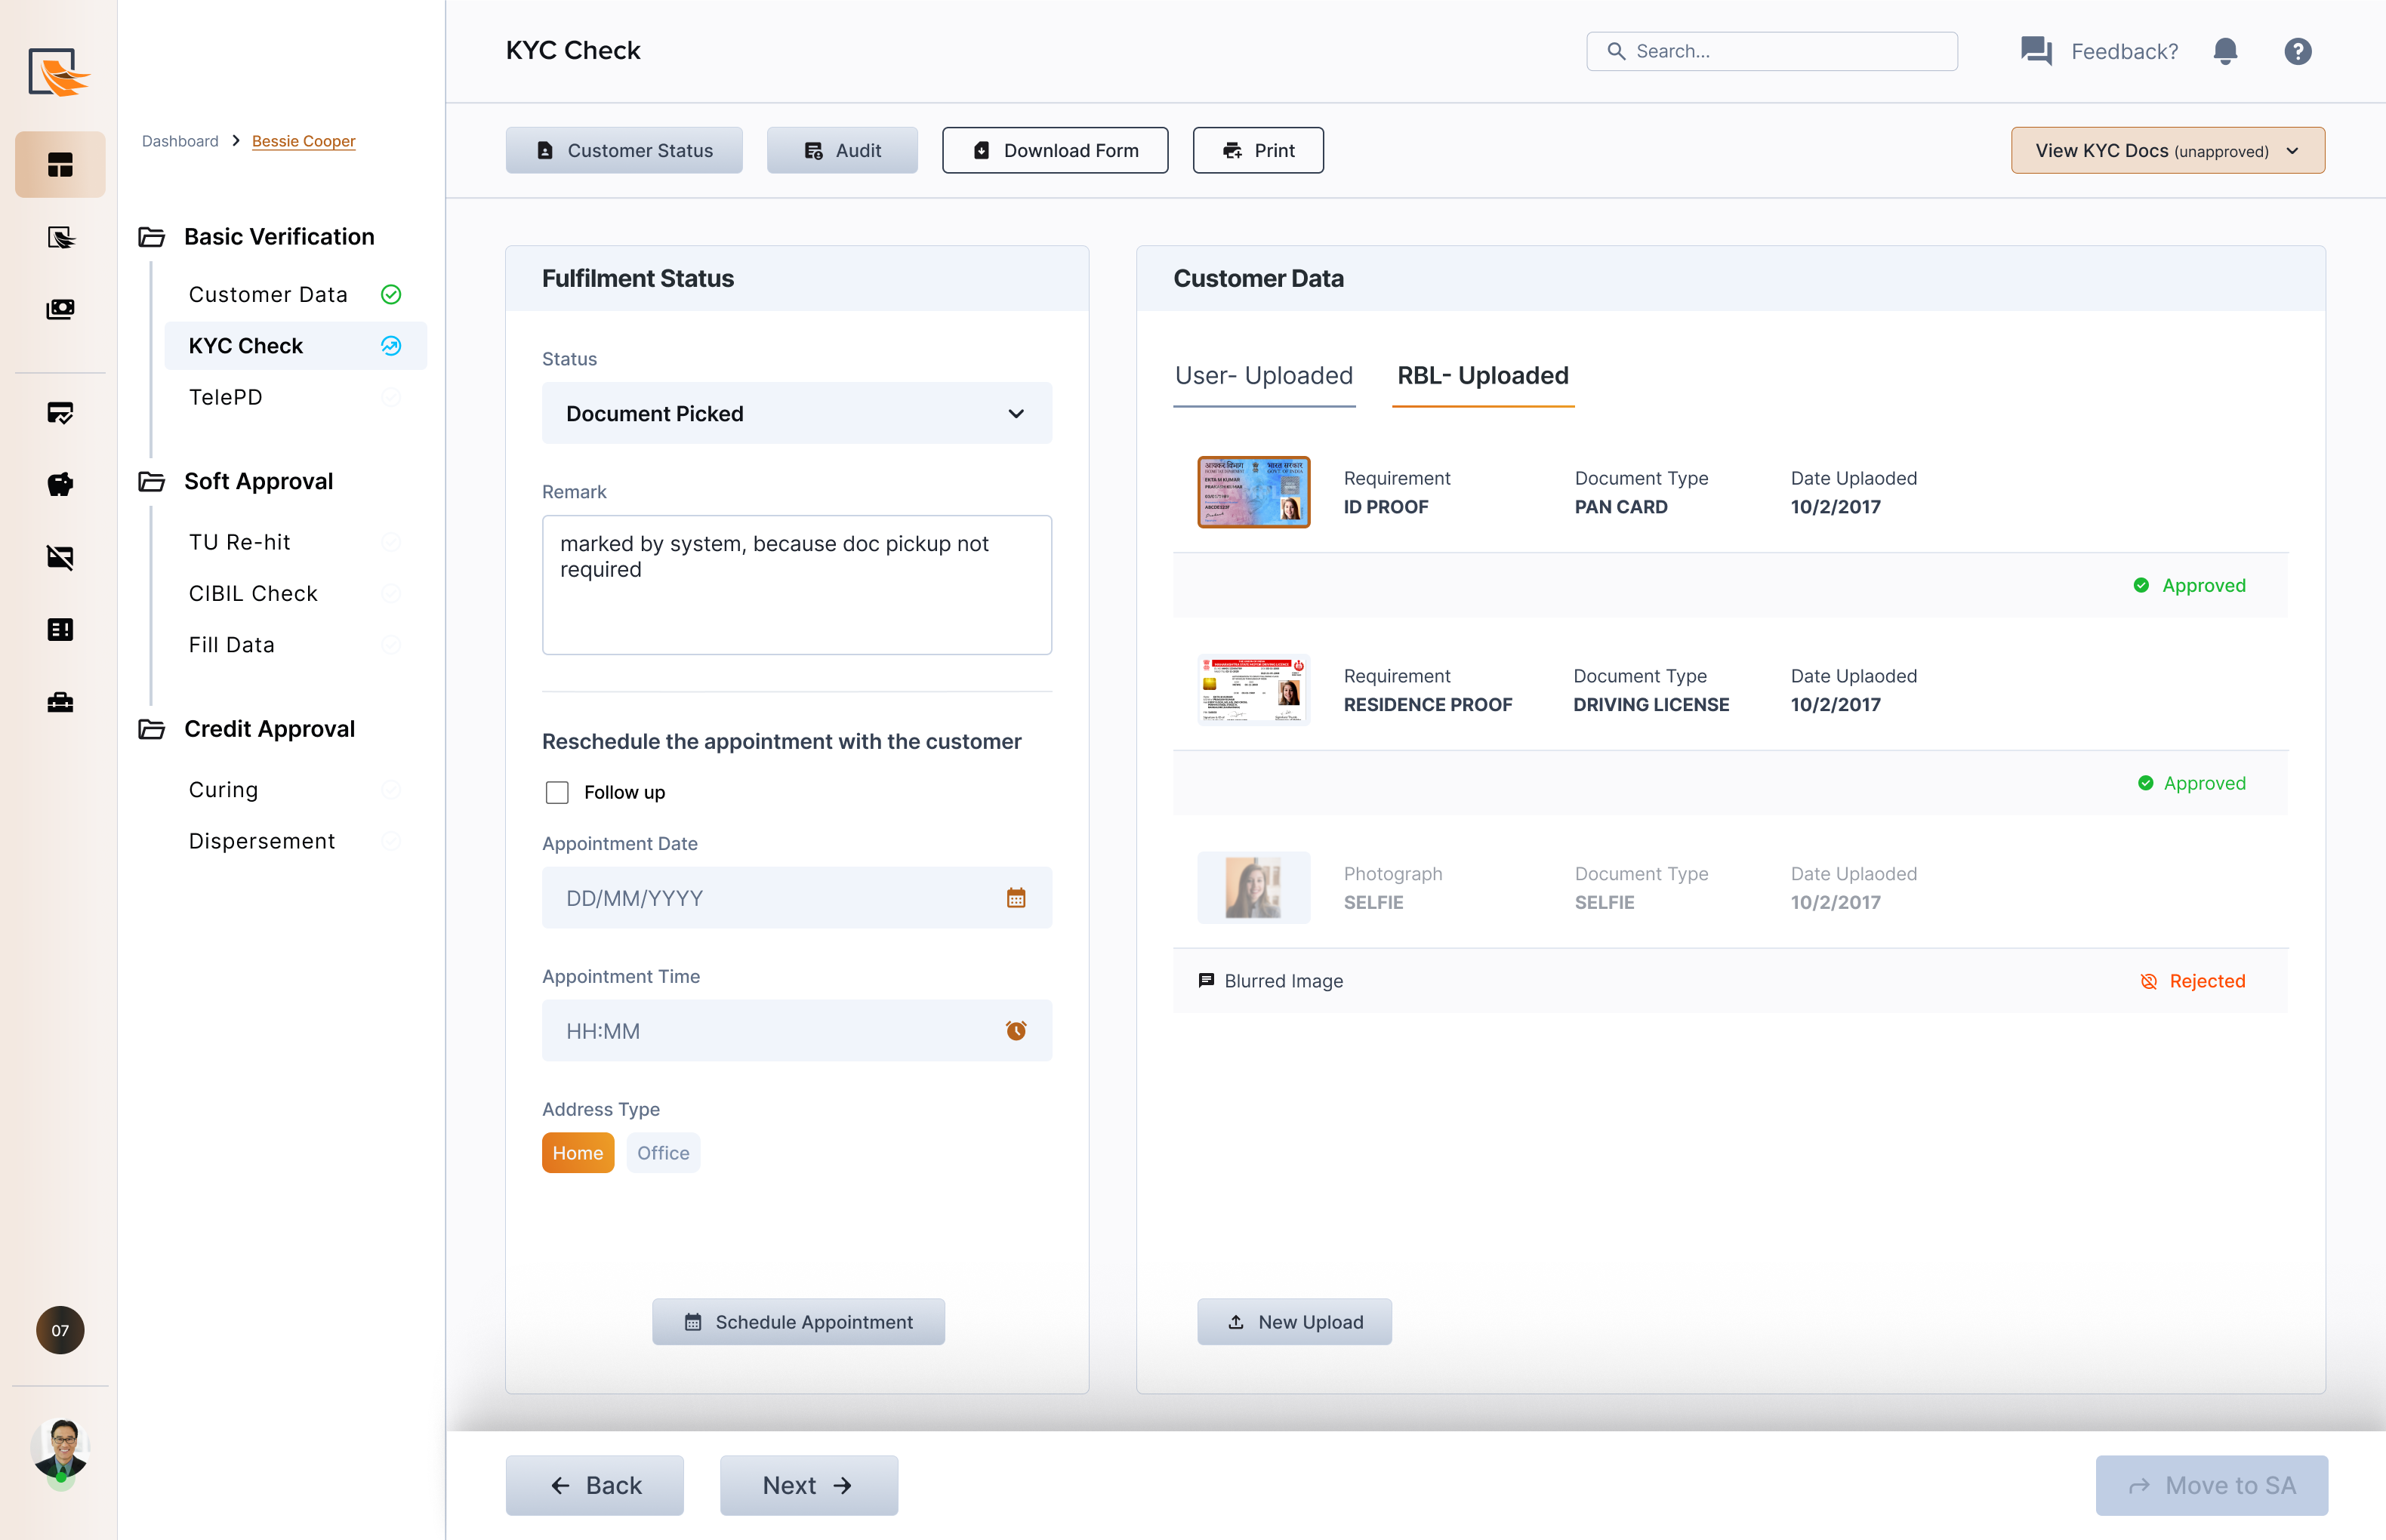 KYC Check
Search...
Feedback?
Dashboard
Bessie Cooper
Customer Status
Audit
Download Form
Print
View KYC Docs (unapproved)
Basic Verification
Customer Data
KYC Check
TelePD
Soft Approval
TU Re-hit
CIBIL Check
Fill Data
Credit Approval
Curing
Dispersement
07
Fulfilment Status
Status
Document Picked
Remark
marked by system, because doc pickup not
required
Reschedule the appointment with the customer
Follow up
Appointment Date
DD/MM/YYYY
Appointment Time
HH:MM
Address Type
Home
Office
Schedule Appointment
Customer Data
User- Uploaded
RBL- Uploaded
आयकर विभाग
भारत सरकार
Requirement
ID PROOF
Document Type
PAN CARD
Date Uplaoded
10/2/2017
Approved
Requirement
RESIDENCE PROOF
Document Type
DRIVING LICENSE
Date Uplaoded
10/2/2017
Approved
Photograph
SELFIE
Document Type
SELFIE
Date Uplaoded
10/2/2017
Blurred Image
Rejected
New Upload
Back
Next
Move to SA